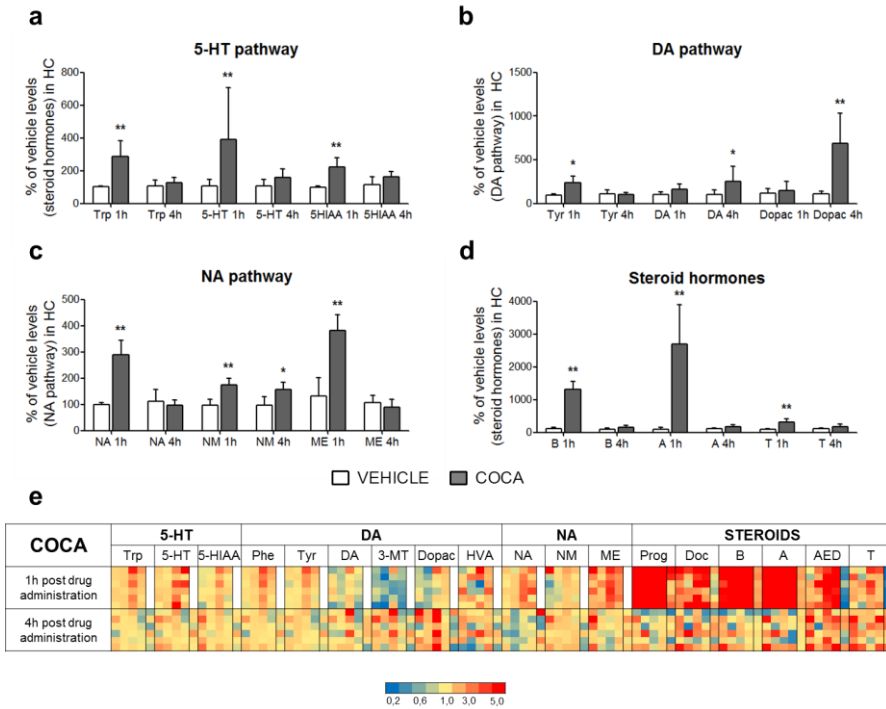 a
5-HT pathway
% of vehicle levels
(steroid hormones) in HC
800
600
400
200
0
Trp 1h Trp 4h 5-HT 1h 5-HT 4h 5HIAA 1h 5HIAA 4h
** ** **
b
DA pathway
% of vehicle levels
(DA pathway) in HC
1500
1000
500
0
Tyr 1h Tyr 4h DA 1h DA 4h Dopac 1h Dopac 4h
* * **
c
NA pathway
% of vehicle levels
(NA pathway) in HC
500
400
300
200
100
0
NA 1h NA 4h NM 1h NM 4h ME 1h ME 4h
** ** * **
d
Steroid hormones
% of vehicle levels
(steroid hormones) in HC
4000
3000
2000
1000
0
B 1h B 4h A 1h A 4h T 1h T 4h
** ** **
VEHICLE COCA
e
COCA 5-HT DA NA STEROIDS
Trp 5-HT 5-HIAA Phe Tyr DA 3-MT Dopac HVA NA NM ME Prog Doc B A AED T
1h post drug
administration
4h post drug
administration
0,2 0,6 1,0 3,0 5,0